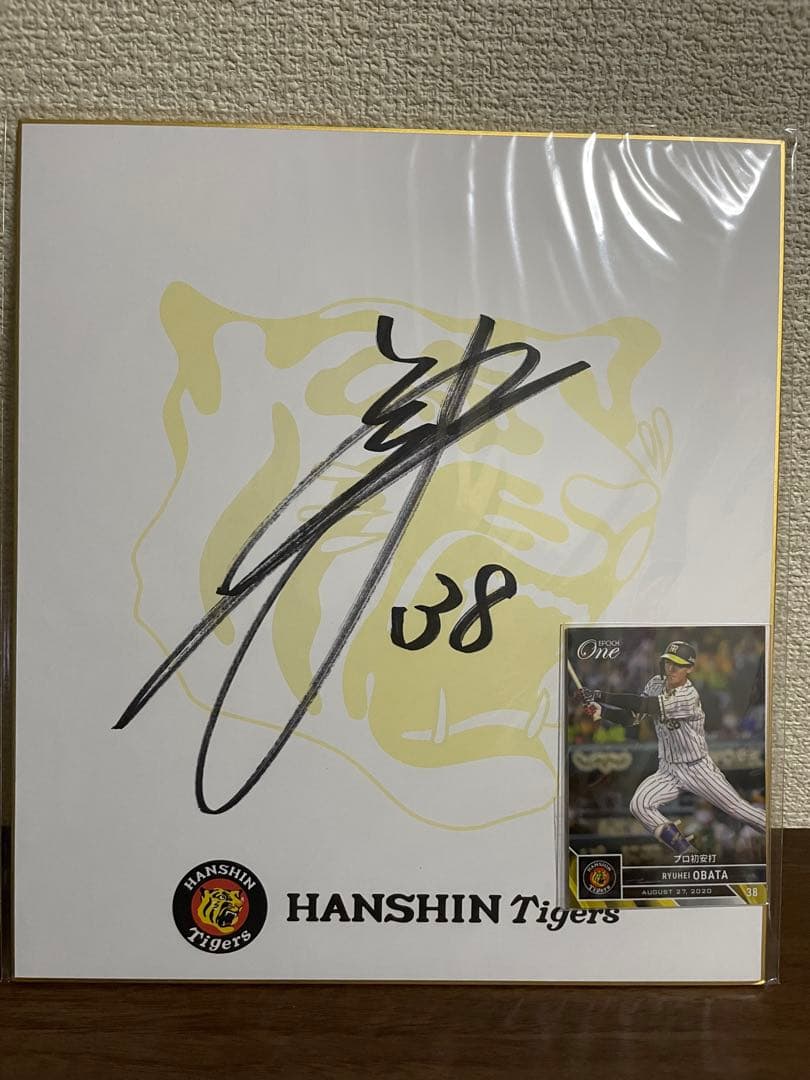 38
EPOCH
One
プロ初安打
RYUHEI OBATA
AUGUST 27, 2020
38
HANSHIN
Tigers
HANSHIN Tigers